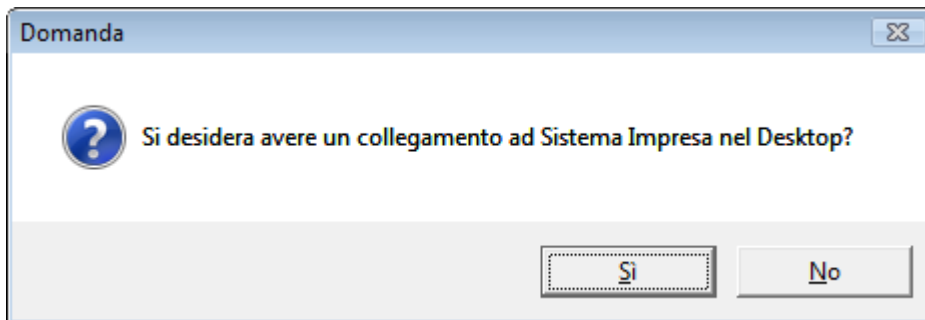 Domanda
Si desidera avere un collegamento ad Sistema Impresa nel Desktop?
Sì No